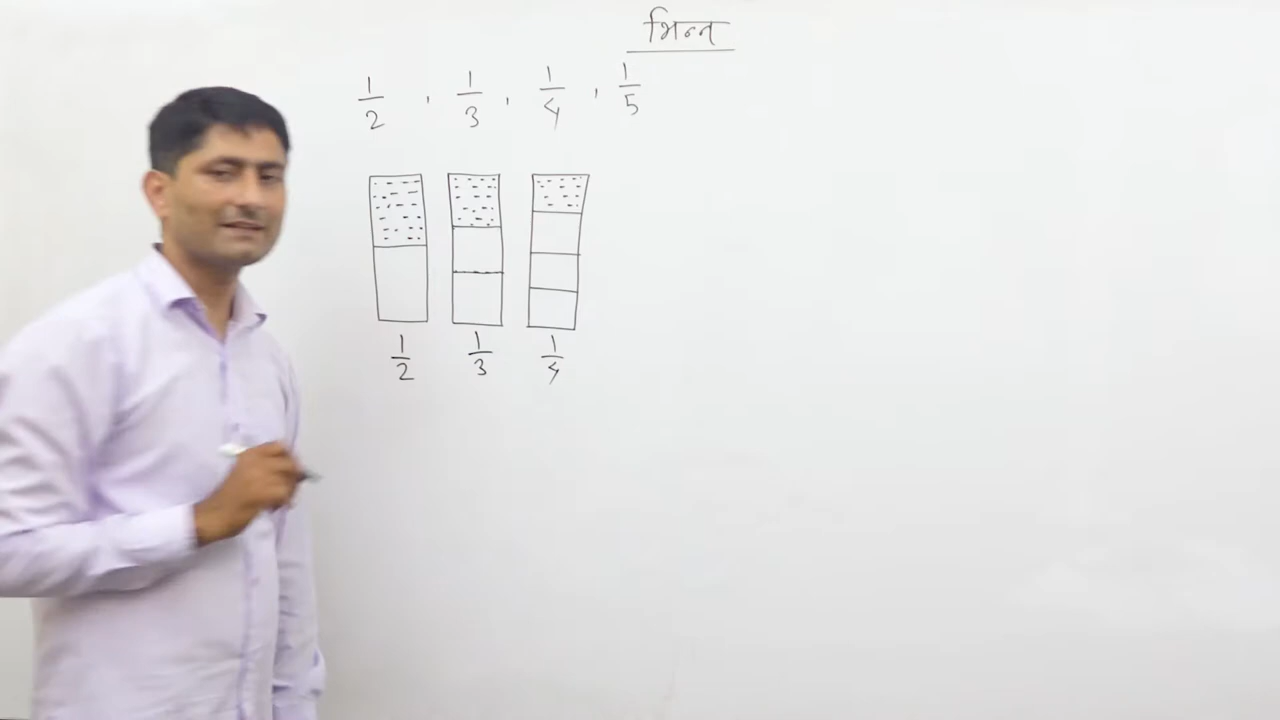 भिन्न
1/2 , 1/3 , 1/4 , 1/5
1/2 1/3 1/4